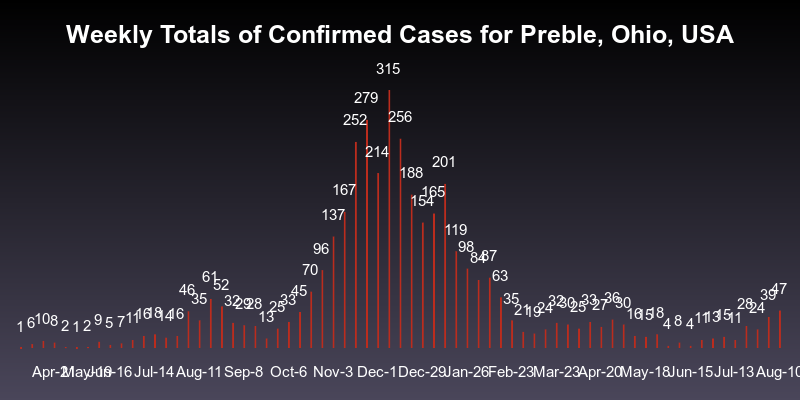 Weekly Totals of Confirmed Cases for Preble, Ohio, USA
1 6 10 8 2 1 2 9 5 7 11 16 18 14 16 46 35 61 52 32 29 28 13 25 33 45 70 96 137 167 252 279 214 315 256 188 154 165 201 119 98 84 87 63 35 21 19 24 32 30 25 33 27 36 30 16 15 18 4 8 4 11 13 15 11 28 24 39 47
Apr-21 May-19 Jun-16 Jul-14 Aug-11 Sep-8 Oct-6 Nov-3 Dec-1 Dec-29 Jan-26 Feb-23 Mar-23 Apr-20 May-18 Jun-15 Jul-13 Aug-10